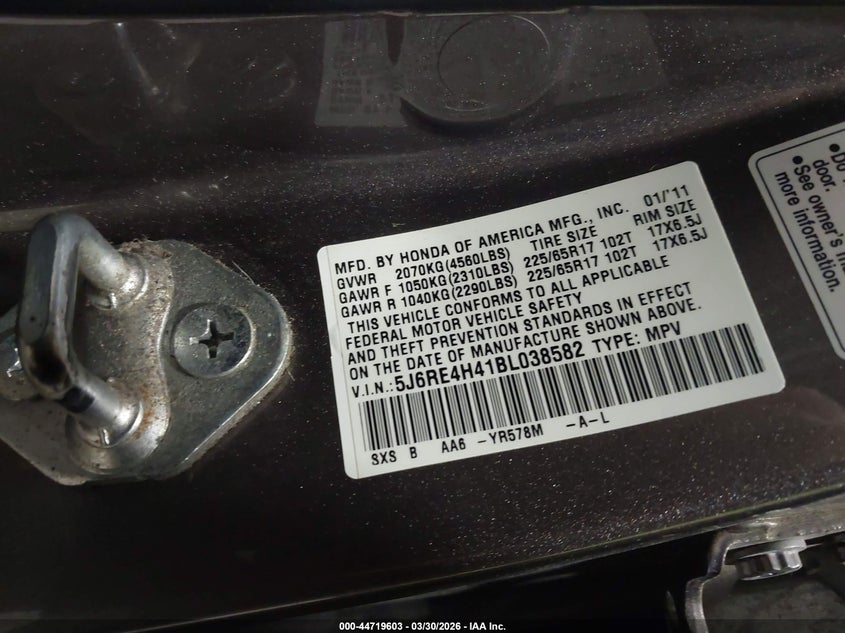 MFD. BY HONDA OF AMERICA MFG., INC. 01/'11
GVWR 2070KG(4560LBS) TIRE SIZE RIM SIZE
GAWR F 1050KG(2310LBS) 225/65R17 102T 17X6.5J
GAWR R 1040KG(2290LBS) 225/65R17 102T 17X6.5J
THIS VEHICLE CONFORMS TO ALL APPLICABLE
FEDERAL MOTOR VEHICLE SAFETY
AND THEFT PREVENTION STANDARDS IN EFFECT
ON THE DATE OF MANUFACTURE SHOWN ABOVE.
V.I.N.: 5J6RE4H41BL038582 TYPE: MPV
SXS B AA6 -YR578M -A-L
•Do
door.
•See owner's
more information.
000-44719603 - 03/30/2026 - IAA Inc.